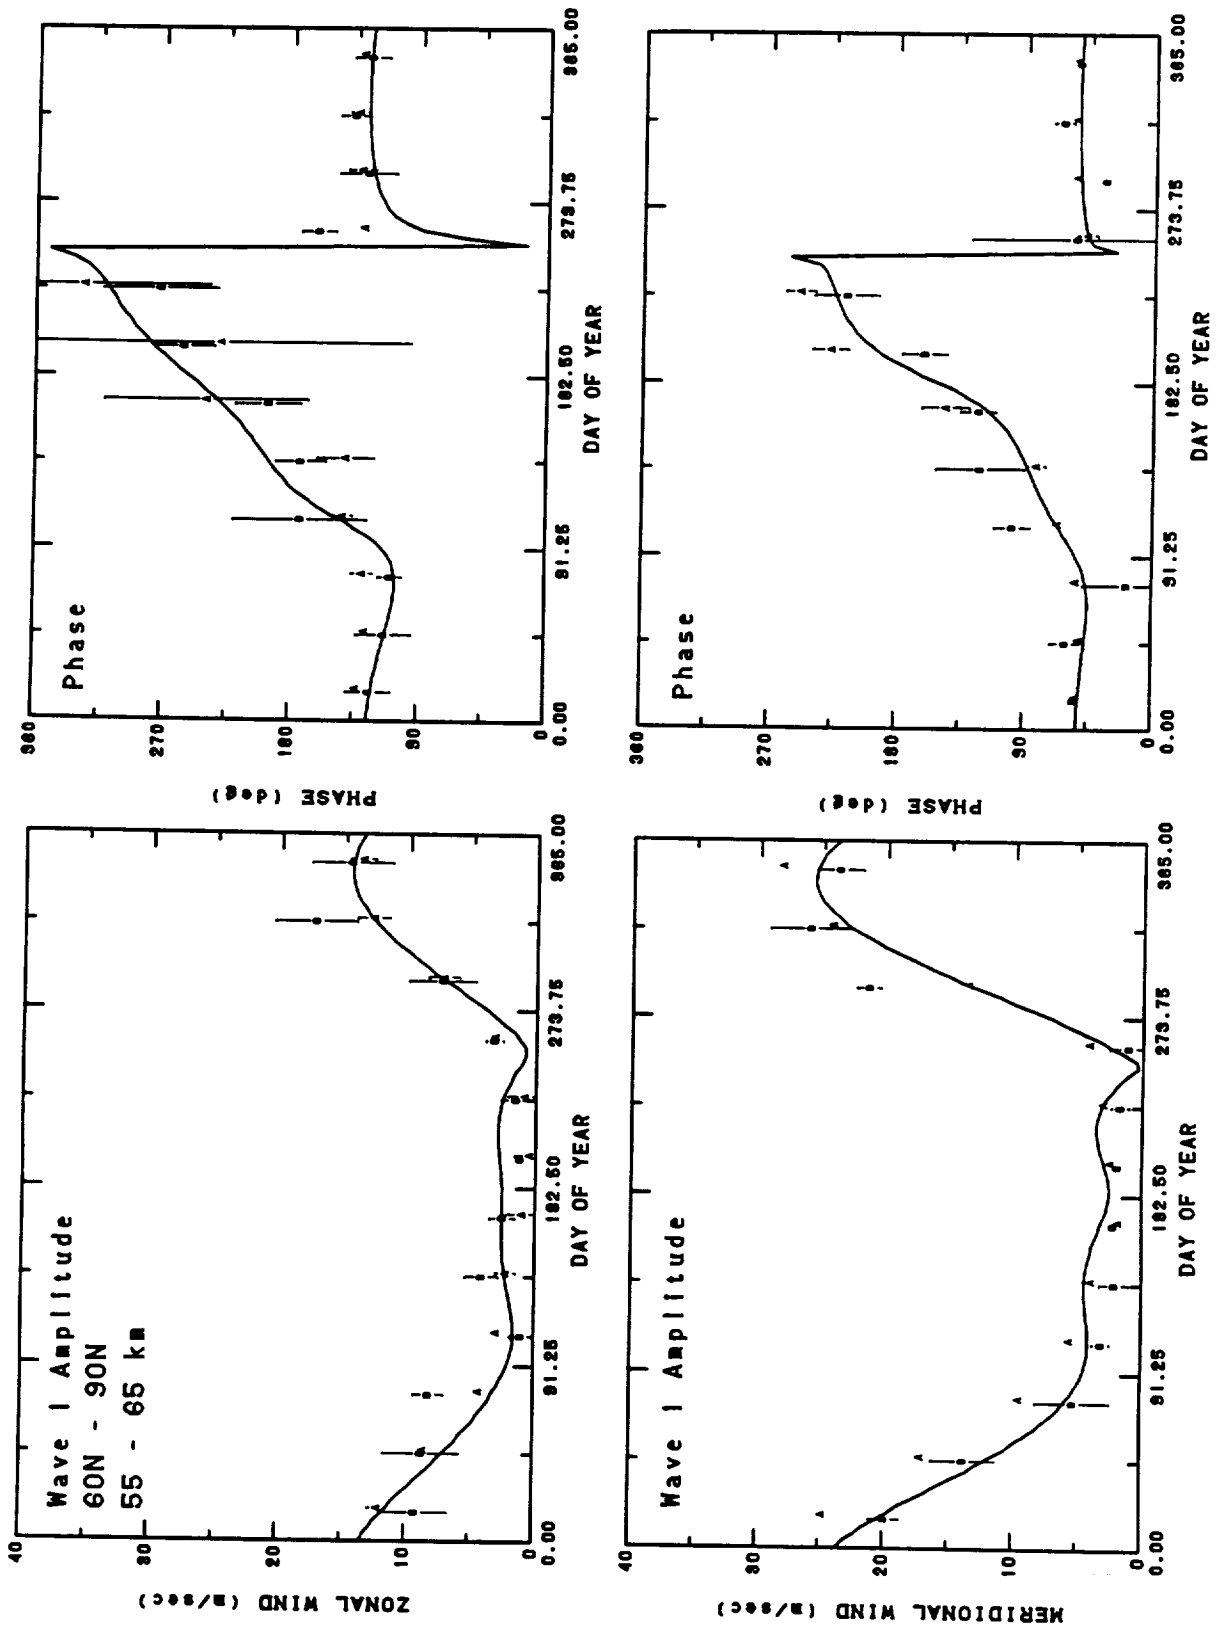 Wave 1 Amplitude
60N - 90N
55 - 65 km
40
30
20
10
0
ZONAL WIND (m/sec)
0.00 91.25 182.50 273.75 365.00
DAY OF YEAR
Phase
360
270
180
90
0
PHASE (deg)
0.00 91.25 182.50 273.75 365.00
DAY OF YEAR
Wave 1 Amplitude
40
30
20
10
0
MERIDIONAL WIND (m/sec)
0.00 91.25 182.50 273.75 365.00
DAY OF YEAR
Phase
360
270
180
90
0
PHASE (deg)
0.00 91.25 182.50 273.75 365.00
DAY OF YEAR